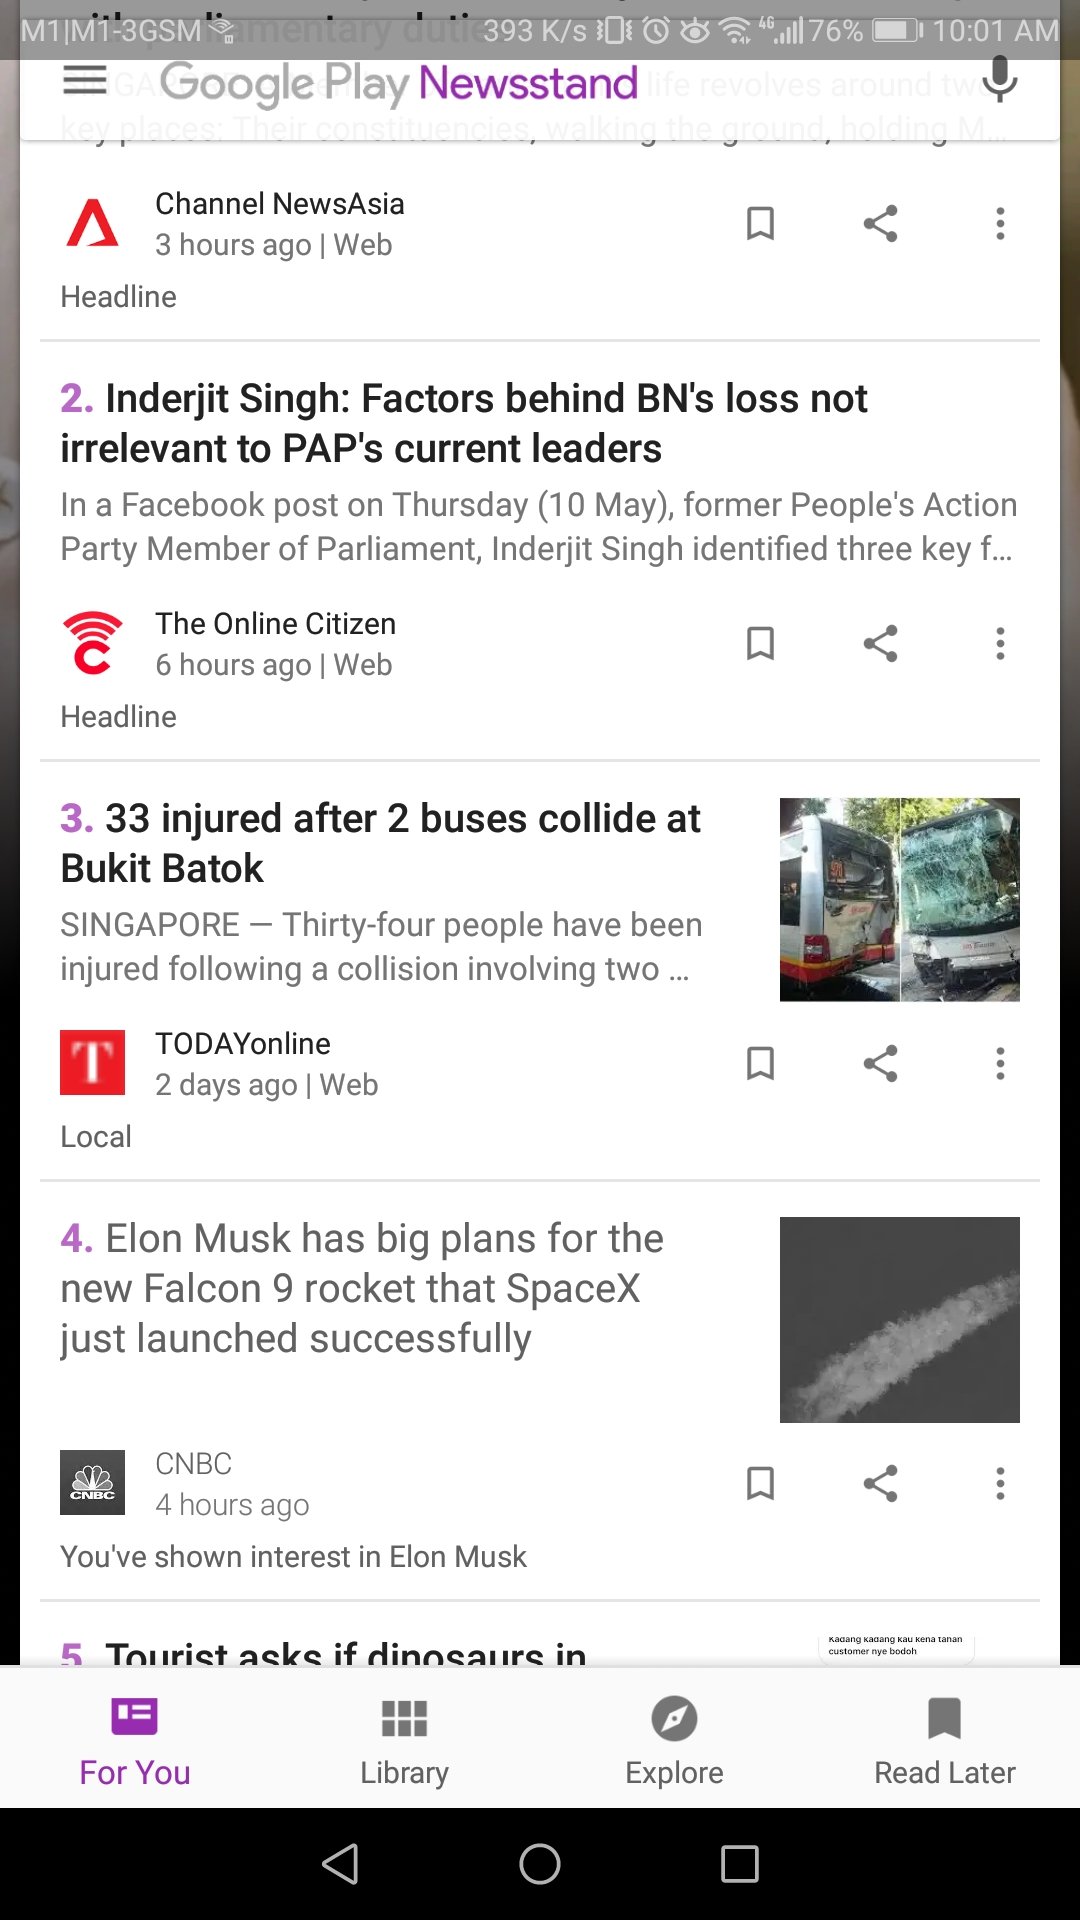 M1|M1-3GSM 393 K/s 4G 76% 10:01 AM
Google Play Newsstand
life revolves around two
key places: Their constituencies, walking the ground, holding M...
Channel NewsAsia
3 hours ago | Web
Headline
2. Inderjit Singh: Factors behind BN's loss not
irrelevant to PAP's current leaders
In a Facebook post on Thursday (10 May), former People's Action
Party Member of Parliament, Inderjit Singh identified three key f...
The Online Citizen
6 hours ago | Web
Headline
3. 33 injured after 2 buses collide at
Bukit Batok
SINGAPORE — Thirty-four people have been
injured following a collision involving two ...
T
TODAYonline
2 days ago | Web
Local
4. Elon Musk has big plans for the
new Falcon 9 rocket that SpaceX
just launched successfully
CNBC
CNBC
4 hours ago
You've shown interest in Elon Musk
5. Tourist asks if dinosaurs in
Kadang kadang kau kena tahan
customer nye bodoh
For You
Library
Explore
Read Later